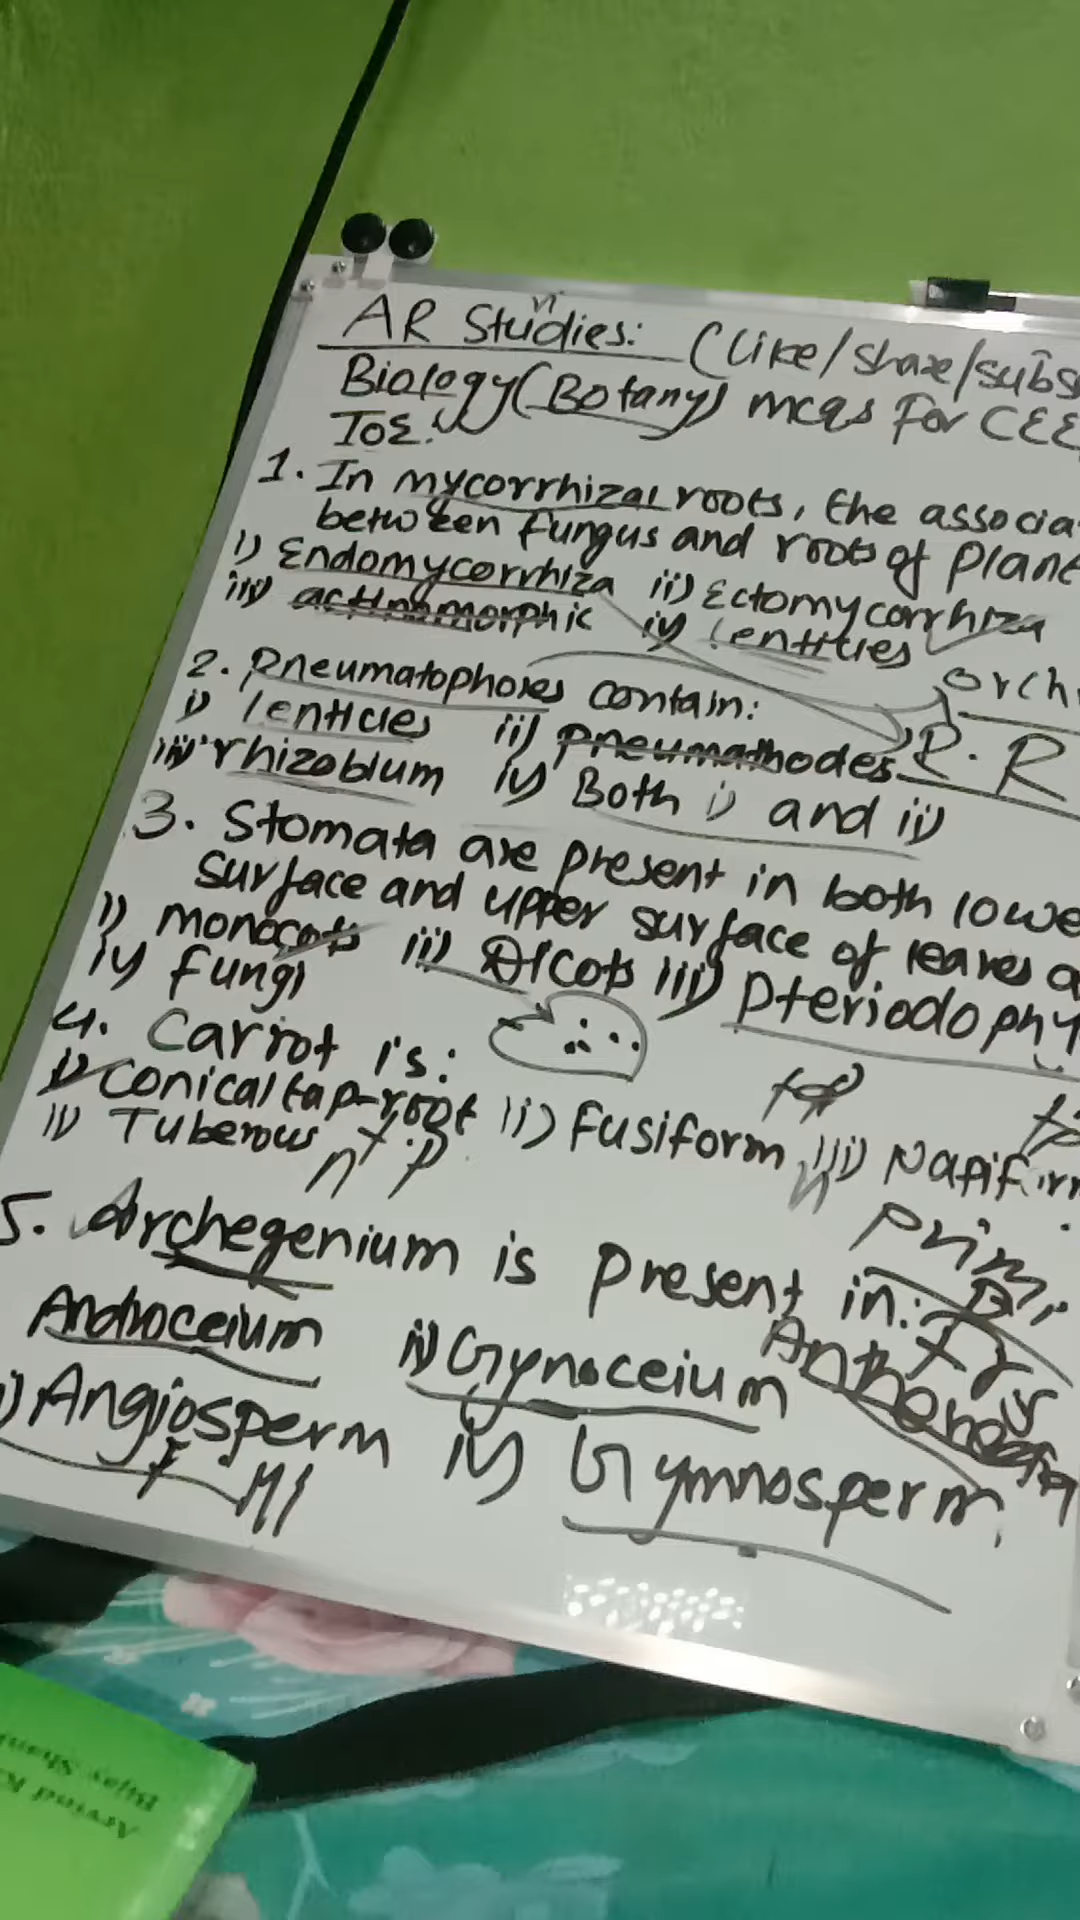 AR Studies: (like/share/subs
Biology(Botany) mcqs For CEE,
IOE.
1. In mycorrhizal roots, the associa
between fungus and roots of plant
i) Endomycorrhiza ii) Ectomycorrhiza
iii) actinomorphic iv) lenticles
orch
2. Pneumatophores contain:
i) lenticles ii) pneumathodes R.R
iii) rhizobium iv) Both i) and ii)
3. Stomata are present in both lowe
surface and upper surface of leaves a
i) monocots ii) Dicots iii) Pteriodophy
iv) fungi
4. Carrot is:
i) Conical tap-root ii) Fusiform iii) Napifirm
iv) Tuberous
Prim.
5. Archegenium is present in:
Androceium ii) Gynoceium
i) Angiosperm iv) Gymnosperm.